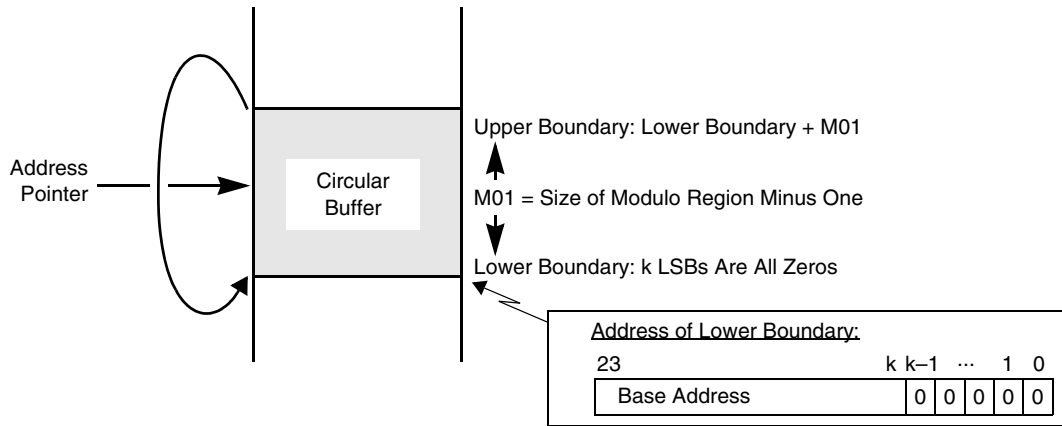 Upper Boundary: Lower Boundary + M01
Address
Pointer
Circular
Buffer
M01 = Size of Modulo Region Minus One
Lower Boundary: k LSBs Are All Zeros
Address of Lower Boundary:
23 k k–1 ··· 1 0
Base Address 0 0 0 0 0